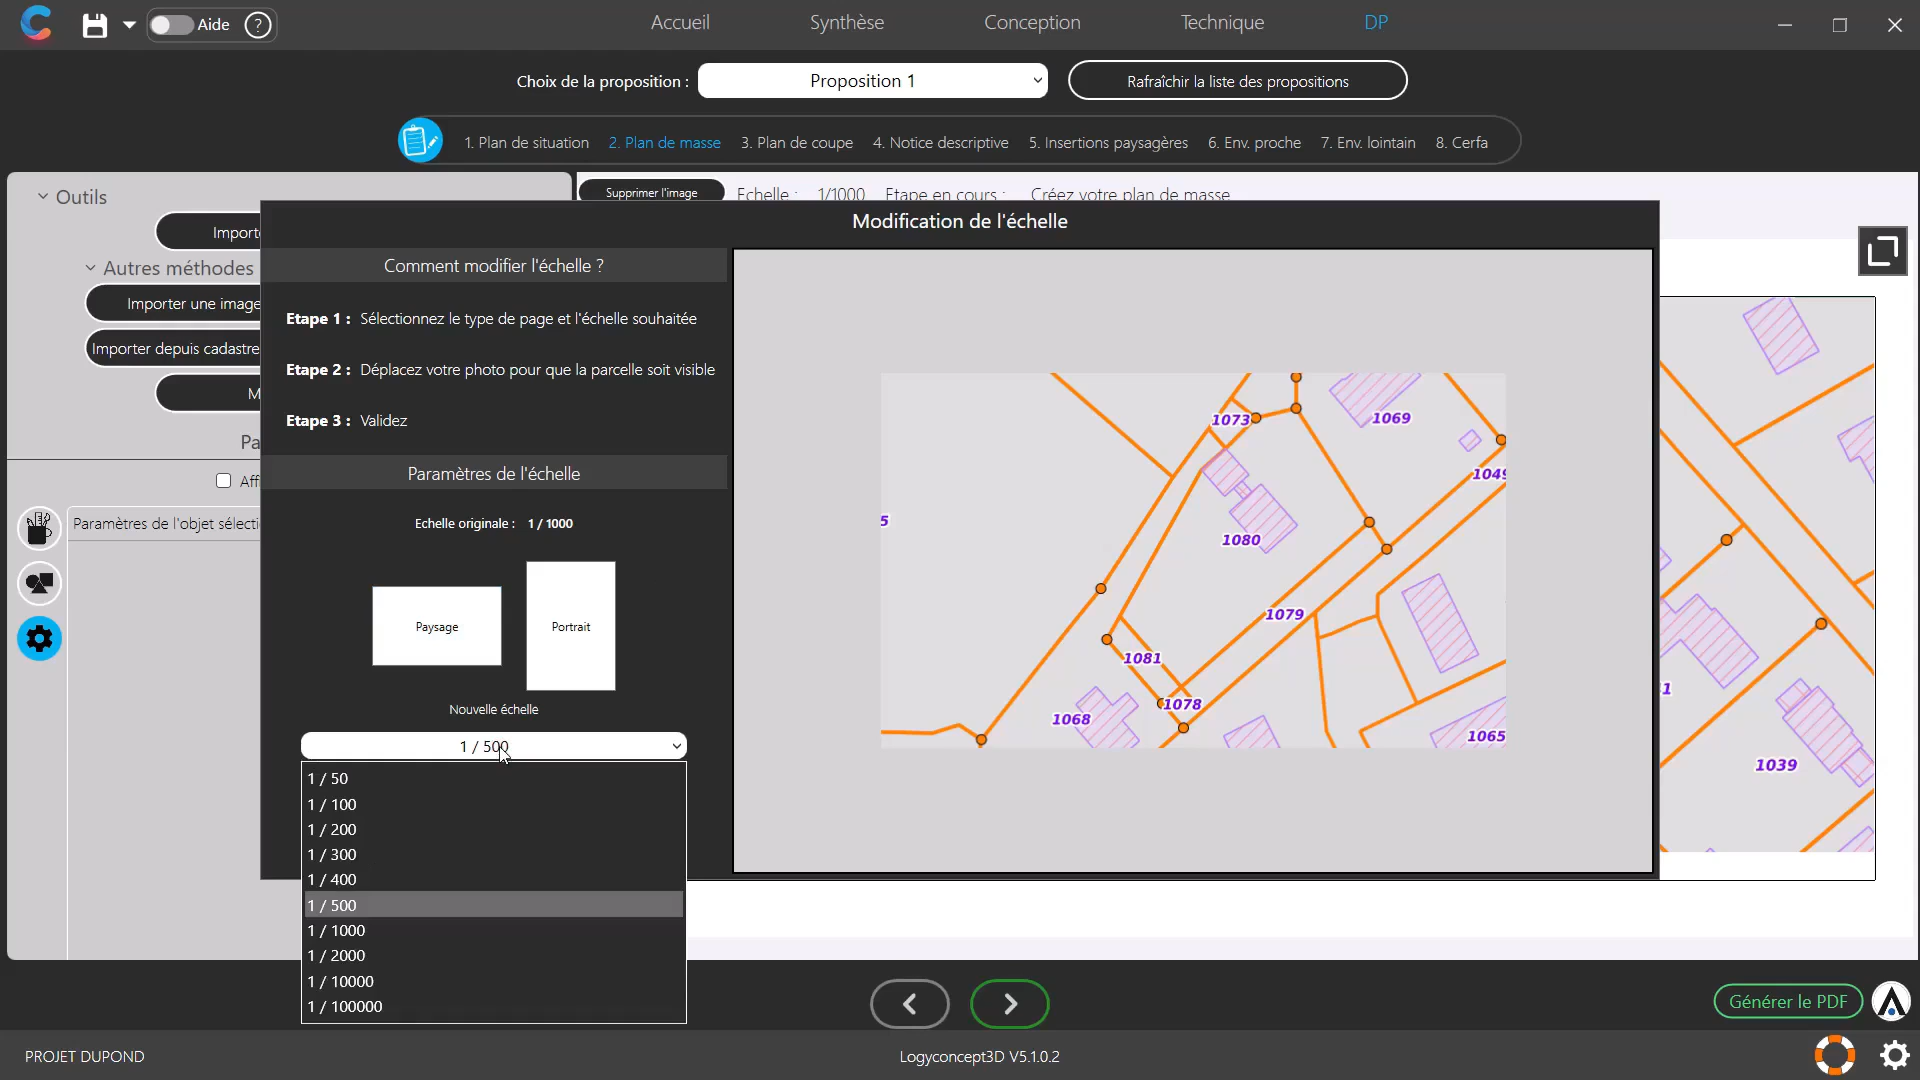 Aide
?
Accueil
Synthèse
Conception
Technique
DP
Choix de la proposition :
Proposition 1
Rafraîchir la liste des propositions
1. Plan de situation
2. Plan de masse
3. Plan de coupe
4. Notice descriptive
5. Insertions paysagères
6. Env. proche
7. Env. lointain
8. Cerfa
Outils
Autres méthodes
Importer une image
Importer depuis cadastre
Paramètres de l'objet
Supprimer l'image
Echelle : 1/1000 Etape en cours : Créez votre plan de masse
Modification de l'échelle
Comment modifier l'échelle ?
Etape 1 : Sélectionnez le type de page et l'échelle souhaitée
Etape 2 : Déplacez votre photo pour que la parcelle soit visible
Etape 3 : Validez
Paramètres de l'échelle
Echelle originale : 1 / 1000
Paysage
Portrait
Nouvelle échelle
1 / 500
1 / 50
1 / 100
1 / 200
1 / 300
1 / 400
1 / 500
1 / 1000
1 / 2000
1 / 10000
1 / 100000
1073
1069
1049
5
1080
1079
1081
1078
1068
1065
1039
Générer le PDF
PROJET DUPOND
Logyconcept3D V5.1.0.2